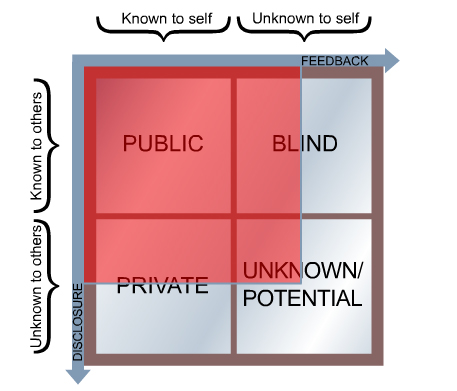 Known to self
Unknown to self
FEEDBACK
Known to others
PUBLIC
BLIND
Unknown to others
PRIVATE
UNKNOWN/
POTENTIAL
DISCLOSURE